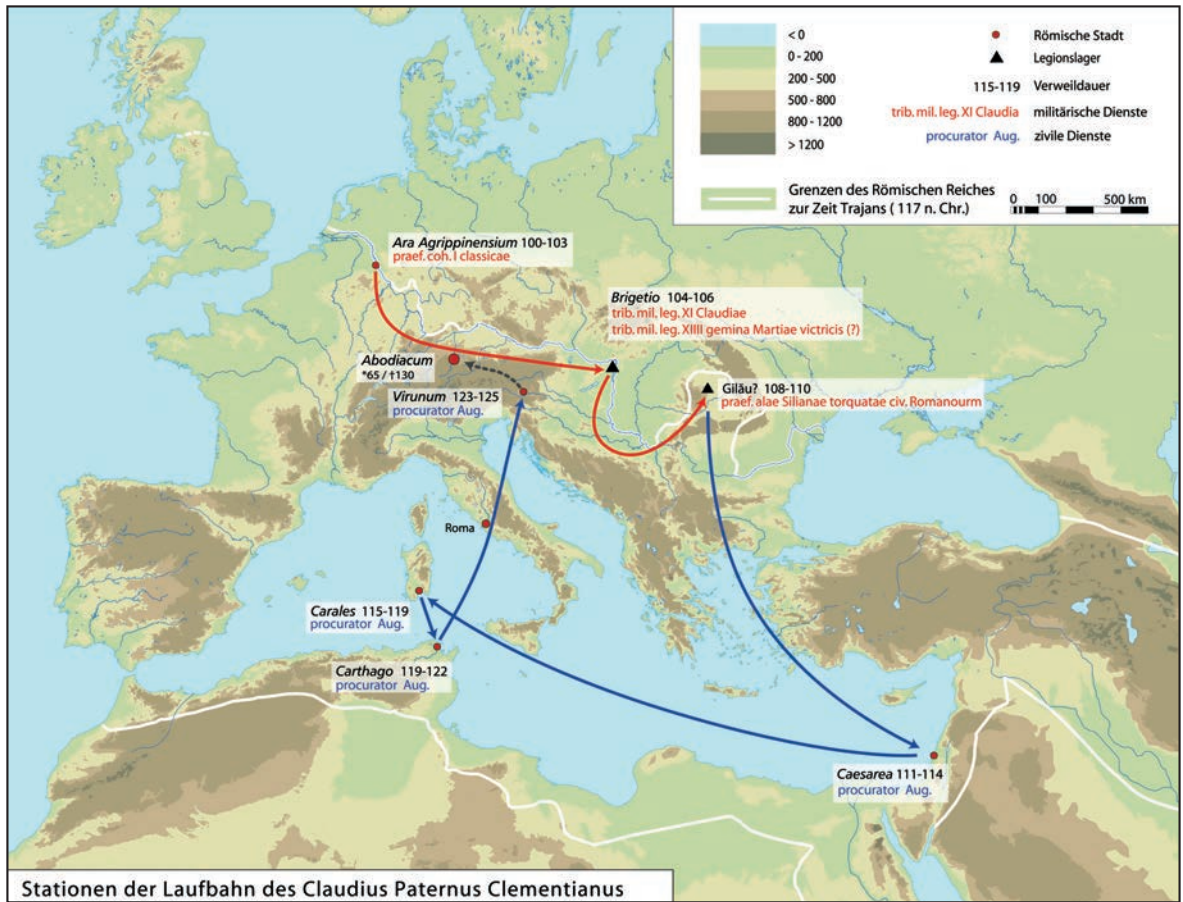 < 0
0 - 200
200 - 500
500 - 800
800 - 1200
> 1200
Römische Stadt
Legionslager
115-119 Verweildauer
trib. mil. leg. XI Claudia militärische Dienste
procurator Aug. zivile Dienste
Grenzen des Römischen Reiches
zur Zeit Trajans ( 117 n. Chr.)
0 100 500 km
Ara Agrippinensium 100-103
praef. coh. I classicae
Brigetio 104-106
trib. mil. leg. XI Claudiae
trib. mil. leg. XIIII gemina Martiae victricis (?)
Abodiacum
*65 / †130
Virunum 123-125
procurator Aug.
Gilău? 108-110
praef. alae Silianae torquatae civ. Romanourm
Roma
Carales 115-119
procurator Aug.
Carthago 119-122
procurator Aug.
Caesarea 111-114
procurator Aug.
Stationen der Laufbahn des Claudius Paternus Clementianus